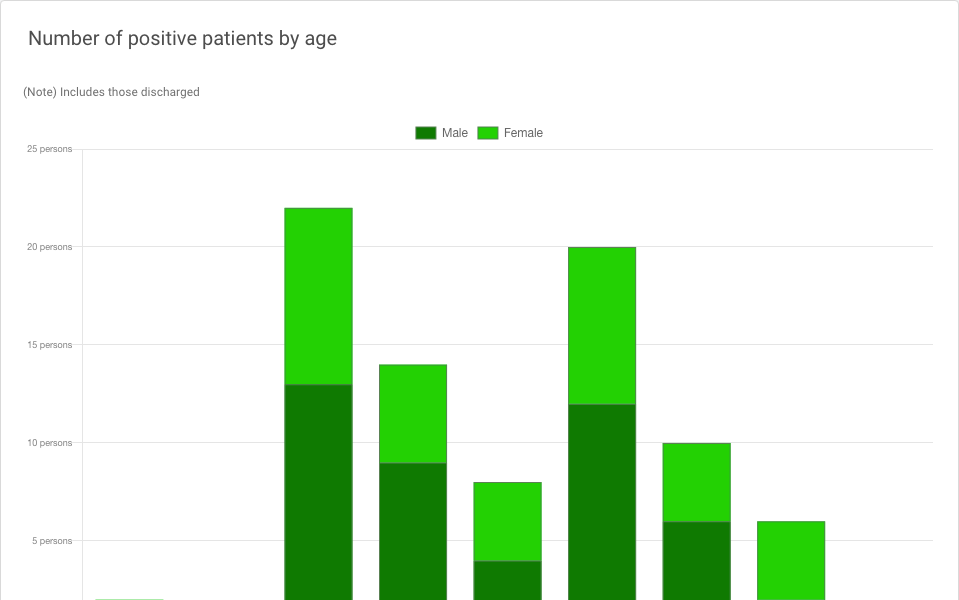 Number of positive patients by age
(Note) Includes those discharged
Male Female
25 persons
20 persons
15 persons
10 persons
5 persons